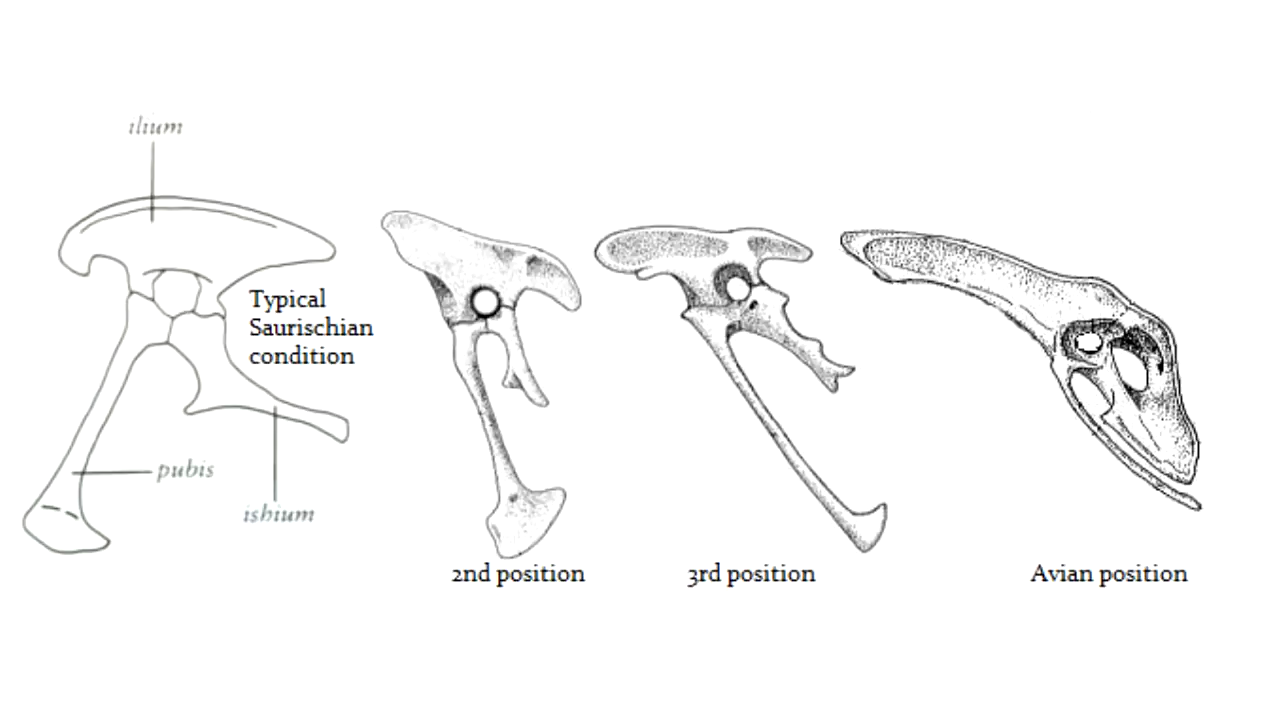 ilium
Typical
Saurischian
condition
pubis
ishium
2nd position
3rd position
Avian position